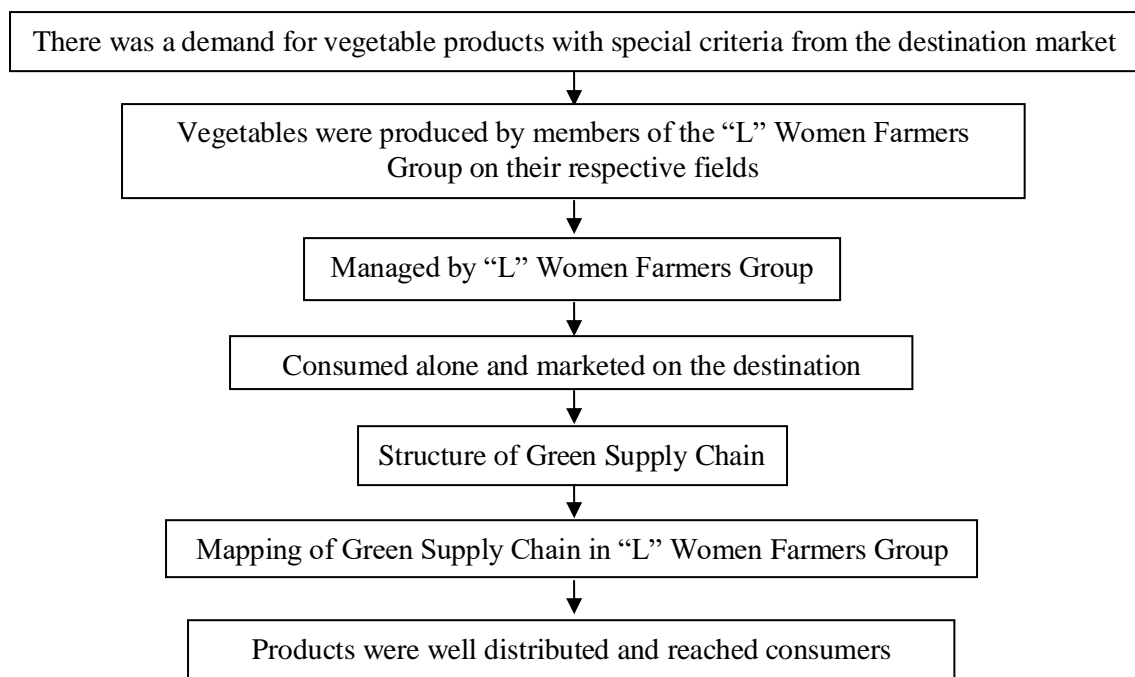 There was a demand for vegetable products with special criteria from the destination market
Vegetables were produced by members of the “L” Women Farmers
Group on their respective fields
Managed by “L” Women Farmers Group
Consumed alone and marketed on the destination
Structure of Green Supply Chain
Mapping of Green Supply Chain in “L” Women Farmers Group
Products were well distributed and reached consumers